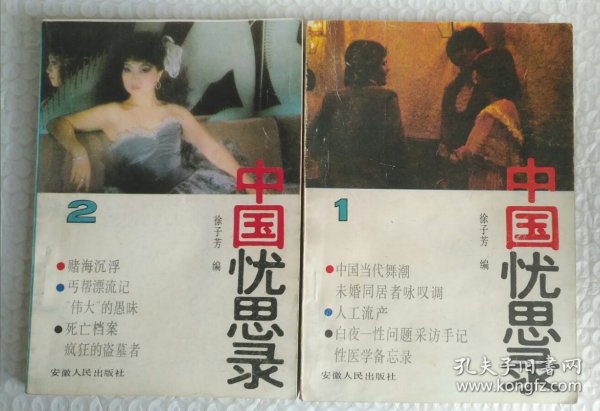 2
中国忧思录
徐子芳 编
赌海沉浮
丐帮漂流记
“伟大”的愚昧
死亡档案
疯狂的盗墓者
安徽人民出版社
1
中国忧思录
徐子芳 编
中国当代舞潮
未婚同居者咏叹调
人工流产
白夜—性问题采访手记
性医学备忘录
安徽人民出版社
孔夫子旧书网
www.kongfz.com